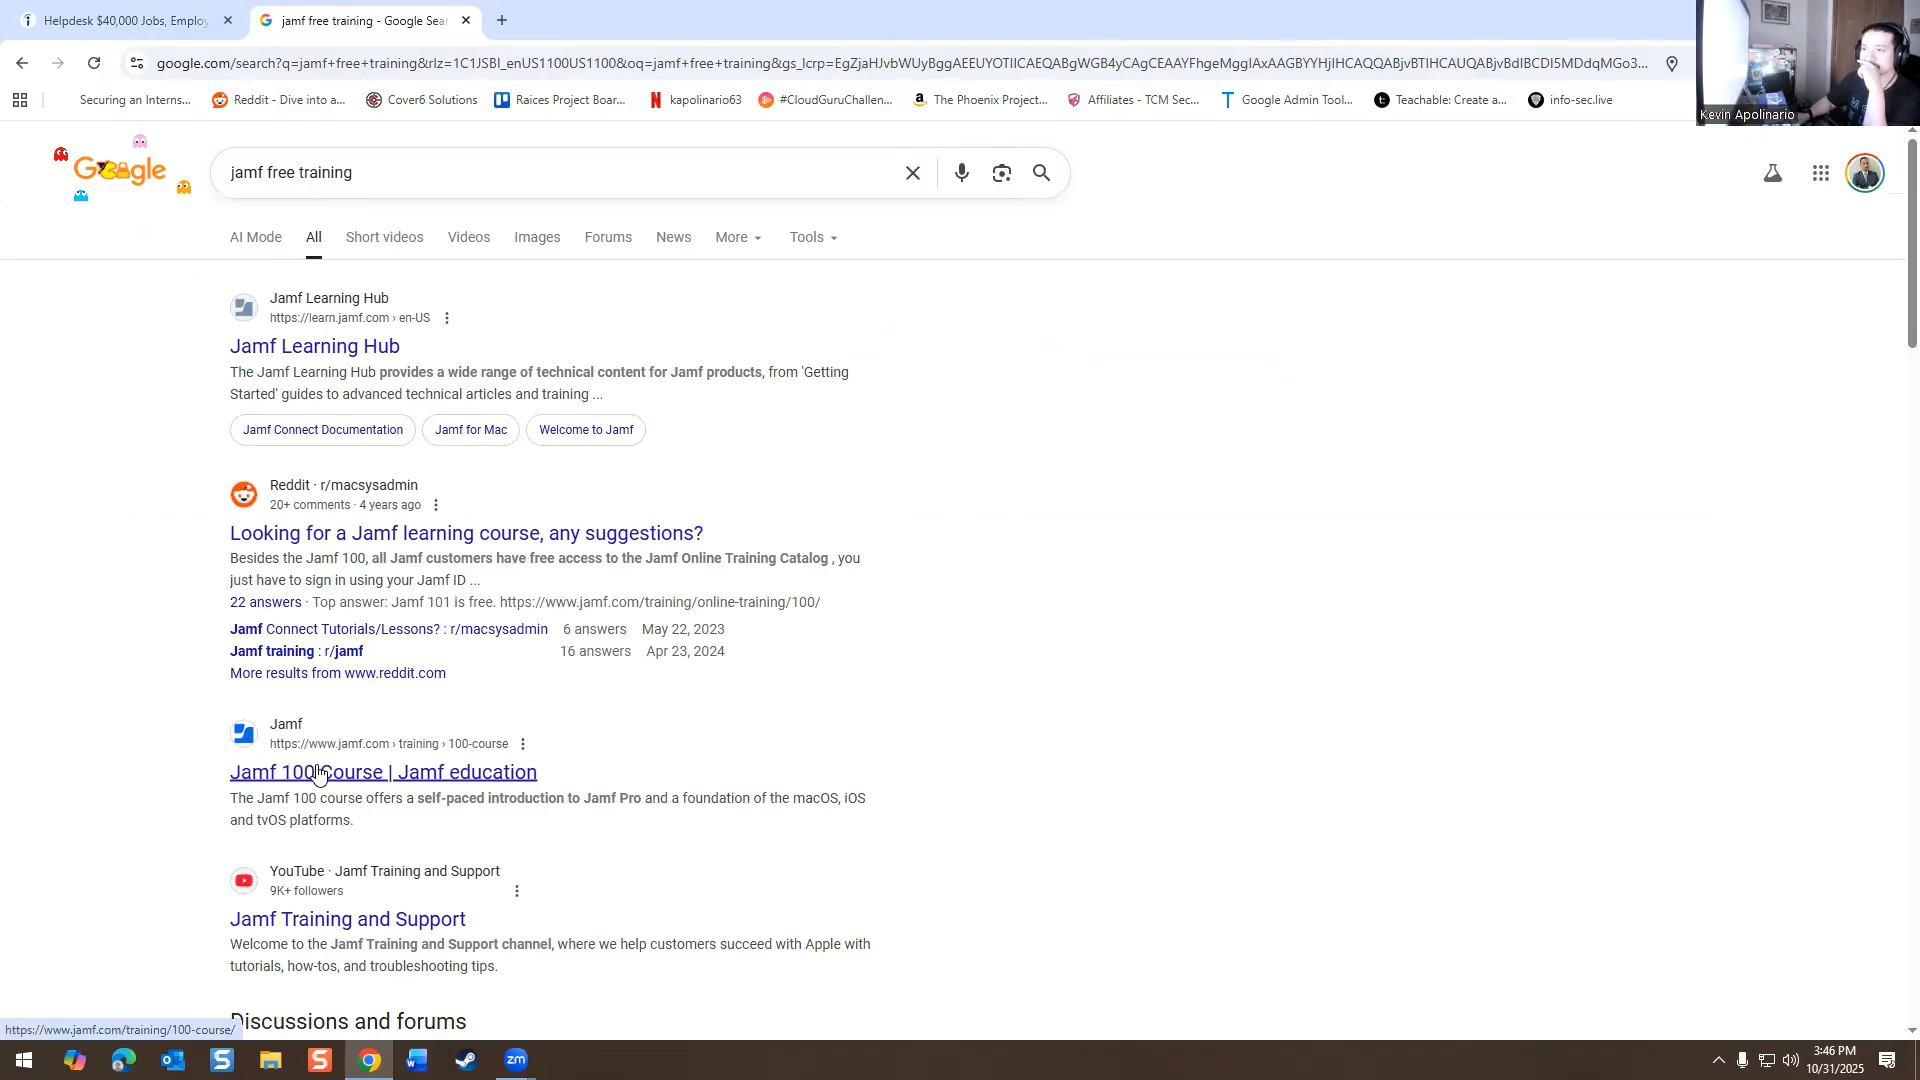 Helpdesk $40,000 Jobs, Employ
jamf free training - Google Sear
google.com/search?q=jamf+free+training&rlz=1C1JSBI_enUS1100US1100&oq=jamf+free+training&gs_lcrp=
Securing an Interns...
Reddit - Dive into a...
Cover6 Solutions
Raices Project Boar...
kapolinario63
#CloudGuruChallen...
The Phoenix Project...
Affiliates - TCM Sec...
Google Admin Tool...
Teachable: Create a...
info-sec.live
Kevin Apolinario
Google
jamf free training
AI Mode
All
Short videos
Videos
Images
Forums
News
More
Tools
Jamf Learning Hub
https://learn.jamf.com › en-US
Jamf Learning Hub
The Jamf Learning Hub provides a wide range of technical content for Jamf products, from 'Getting
Started' guides to advanced technical articles and training ...
Jamf Connect Documentation
Jamf for Mac
Welcome to Jamf
Reddit · r/macsysadmin
20+ comments · 4 years ago
Looking for a Jamf learning course, any suggestions?
Besides the Jamf 100, all Jamf customers have free access to the Jamf Online Training Catalog , you
just have to sign in using your Jamf ID ...
22 answers · Top answer: Jamf 101 is free. https://www.jamf.com/training/online-training/100/
Jamf Connect Tutorials/Lessons? : r/macsysadmin 6 answers May 22, 2023
Jamf training : r/jamf 16 answers Apr 23, 2024
More results from www.reddit.com
Jamf
https://www.jamf.com › training › 100-course
Jamf 100 Course | Jamf education
The Jamf 100 course offers a self-paced introduction to Jamf Pro and a foundation of the macOS, iOS
and tvOS platforms.
YouTube · Jamf Training and Support
9K+ followers
Jamf Training and Support
Welcome to the Jamf Training and Support channel, where we help customers succeed with Apple with
tutorials, how-tos, and troubleshooting tips.
Discussions and forums
https://www.jamf.com/training/100-course/
zm
3:46 PM
10/31/2025